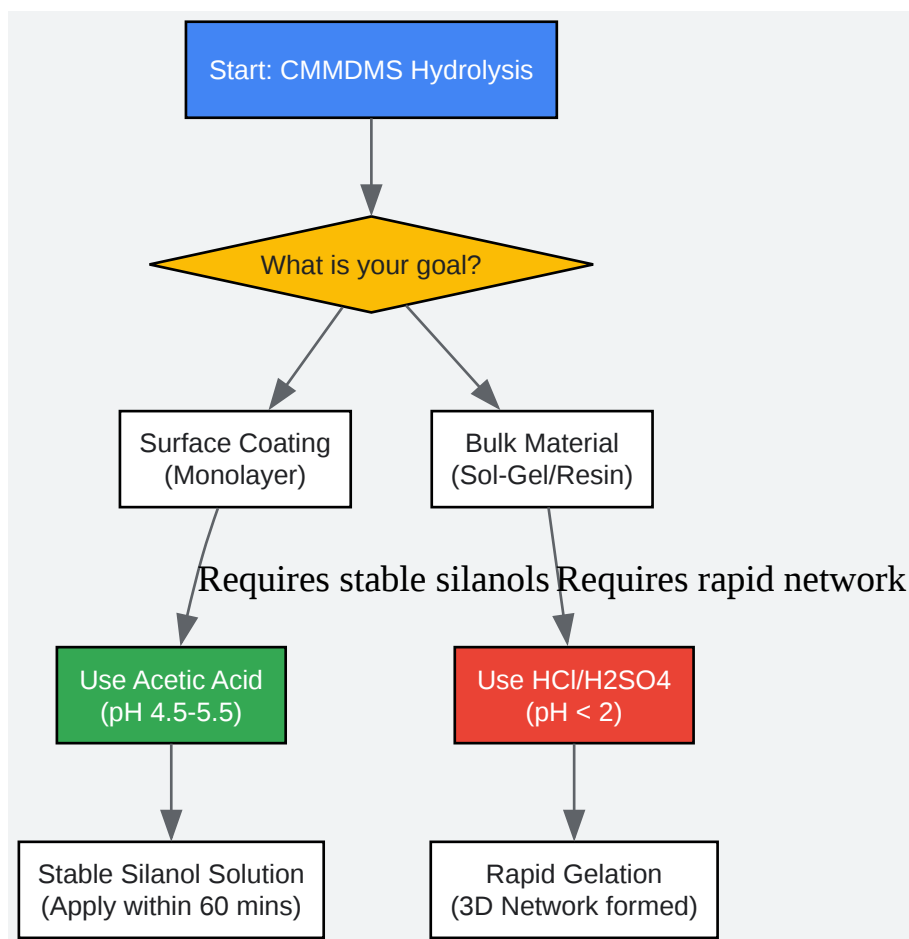 Start: CMMDMS Hydrolysis
What is your goal?
Surface Coating
(Monolayer)
Bulk Material
(Sol-Gel/Resin)
Requires stable silanols
Requires rapid network
Use Acetic Acid
(pH 4.5-5.5)
Use HCl/H2SO4
(pH < 2)
Stable Silanol Solution
(Apply within 60 mins)
Rapid Gelation
(3D Network formed)